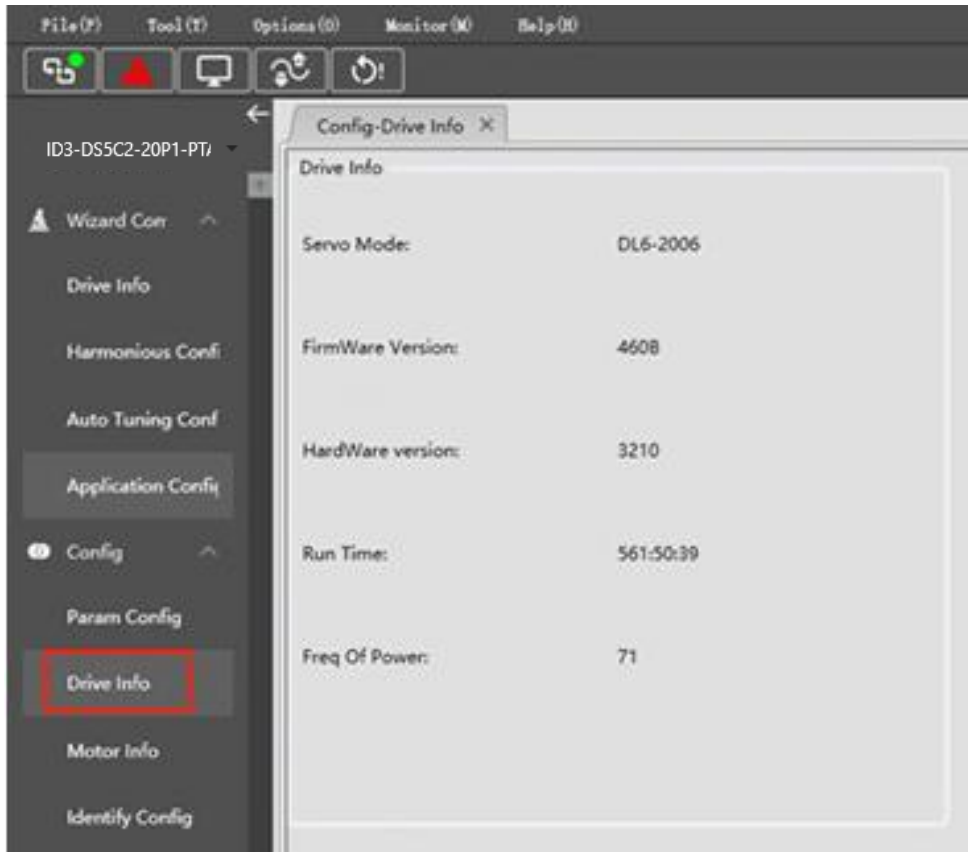 File(F) Tool(T) Options(O) Monitor(M) Help(H)
ID3-DS5C2-20P1-PTA
Config-Drive Info ×
Drive Info
Wizard Con
Servo Mode: DL6-2006
Drive Info
Harmonious Confi
FirmWare Version: 4608
Auto Tuning Conf
HardWare version: 3210
Application Config
Config
Run Time: 561:50:39
Param Config
Freq Of Power: 71
Drive Info
Motor Info
Identify Config